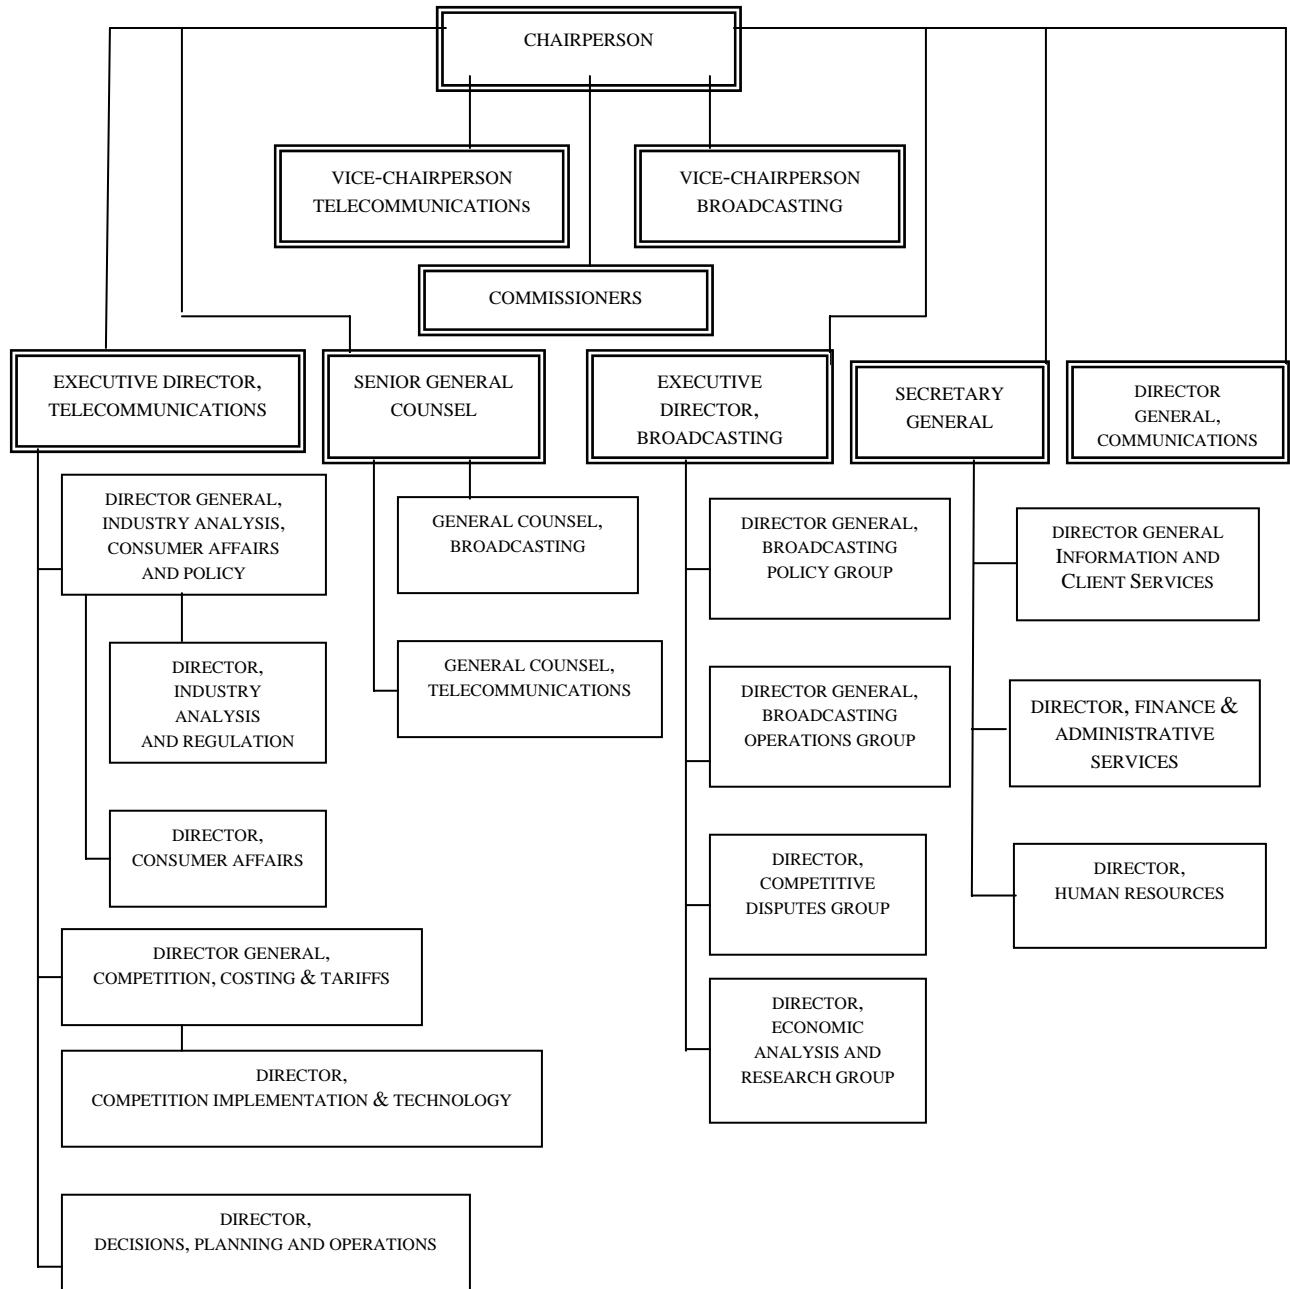 CHAIRPERSON
VICE-CHAIRPERSON
TELECOMMUNICATIONS
VICE-CHAIRPERSON
BROADCASTING
COMMISSIONERS
EXECUTIVE DIRECTOR,
TELECOMMUNICATIONS
SENIOR GENERAL
COUNSEL
EXECUTIVE
DIRECTOR,
BROADCASTING
SECRETARY
GENERAL
DIRECTOR
GENERAL,
COMMUNICATIONS
DIRECTOR GENERAL,
INDUSTRY ANALYSIS,
CONSUMER AFFAIRS
AND POLICY
DIRECTOR,
INDUSTRY
ANALYSIS
AND REGULATION
DIRECTOR,
CONSUMER AFFAIRS
DIRECTOR GENERAL,
COMPETITION, COSTING & TARIFFS
DIRECTOR,
COMPETITION IMPLEMENTATION & TECHNOLOGY
DIRECTOR,
DECISIONS, PLANNING AND OPERATIONS
GENERAL COUNSEL,
BROADCASTING
GENERAL COUNSEL,
TELECOMMUNICATIONS
DIRECTOR GENERAL,
BROADCASTING
POLICY GROUP
DIRECTOR GENERAL,
BROADCASTING
OPERATIONS GROUP
DIRECTOR,
COMPETITIVE
DISPUTES GROUP
DIRECTOR,
ECONOMIC
ANALYSIS AND
RESEARCH GROUP
DIRECTOR GENERAL
INFORMATION AND
CLIENT SERVICES
DIRECTOR, FINANCE &
ADMINISTRATIVE
SERVICES
DIRECTOR,
HUMAN RESOURCES